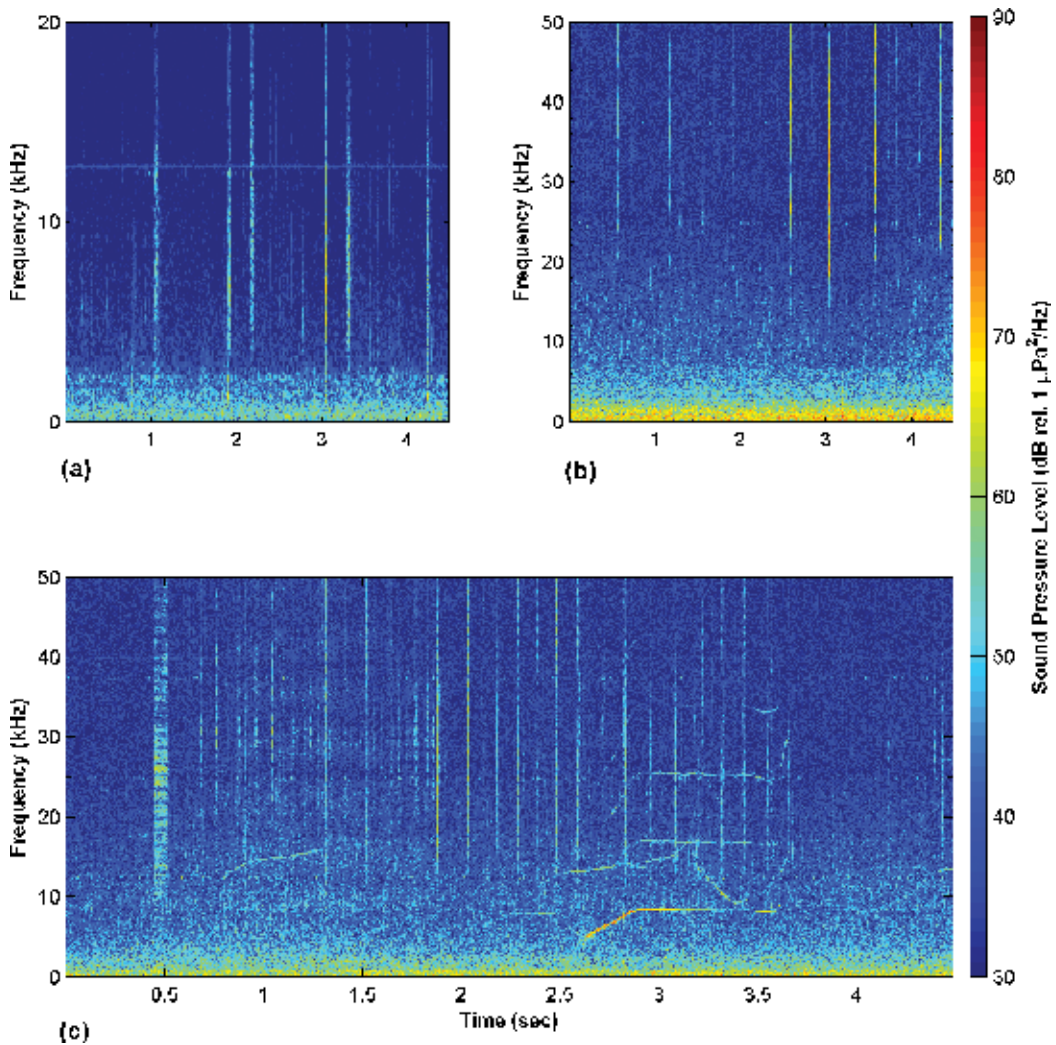 20
10
0
Frequency (kHz)
1 2 3 4
(a)
50
40
30
20
10
0
Frequency (kHz)
1 2 3 4
(b)
90
80
70
60
50
40
30
Sound Pressure Level (dB rel. 1 μPa²/Hz)
50
40
30
20
10
0
Frequency (kHz)
0.5 1 1.5 2 2.5 3 3.5 4
Time (sec)
(c)